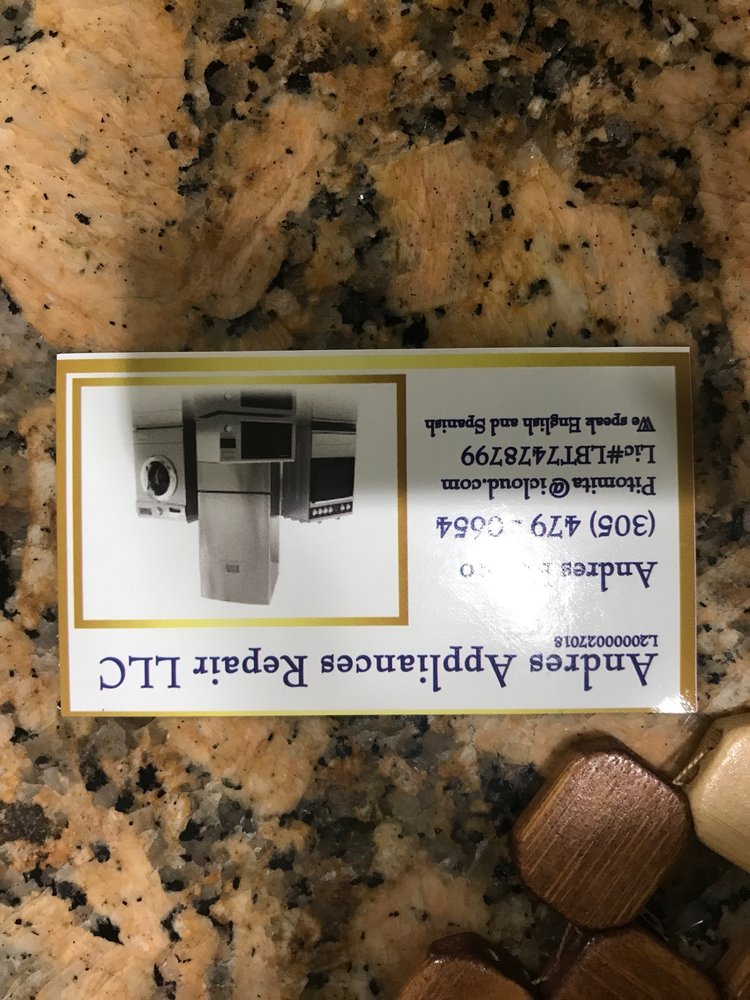 Andres Appliances Repair LLC
L20000027018
Andres
(305) 479 - 0654
Pitomita@icloud.com
Lic#LBT7478799
We speak English and Spanish